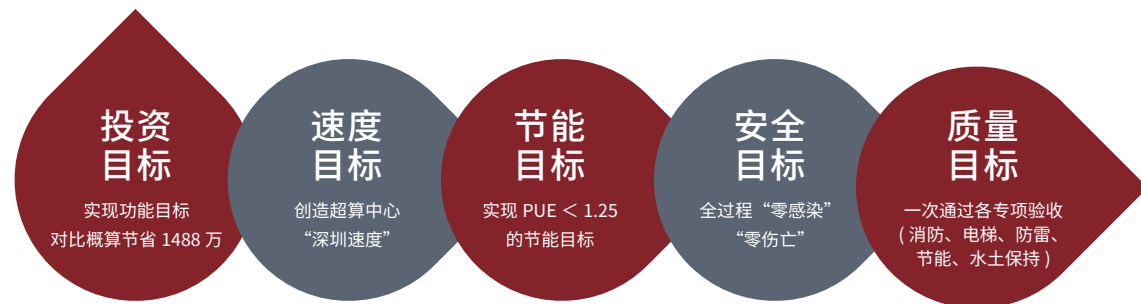 投资
目标
实现功能目标
对比概算节省 1488 万
速度
目标
创造超算中心
“深圳速度”
节能
目标
实现 PUE ＜ 1.25
的节能目标
安全
目标
全过程“零感染”
“零伤亡”
质量
目标
一次通过各专项验收
( 消防、电梯、防雷、
节能、水土保持 )